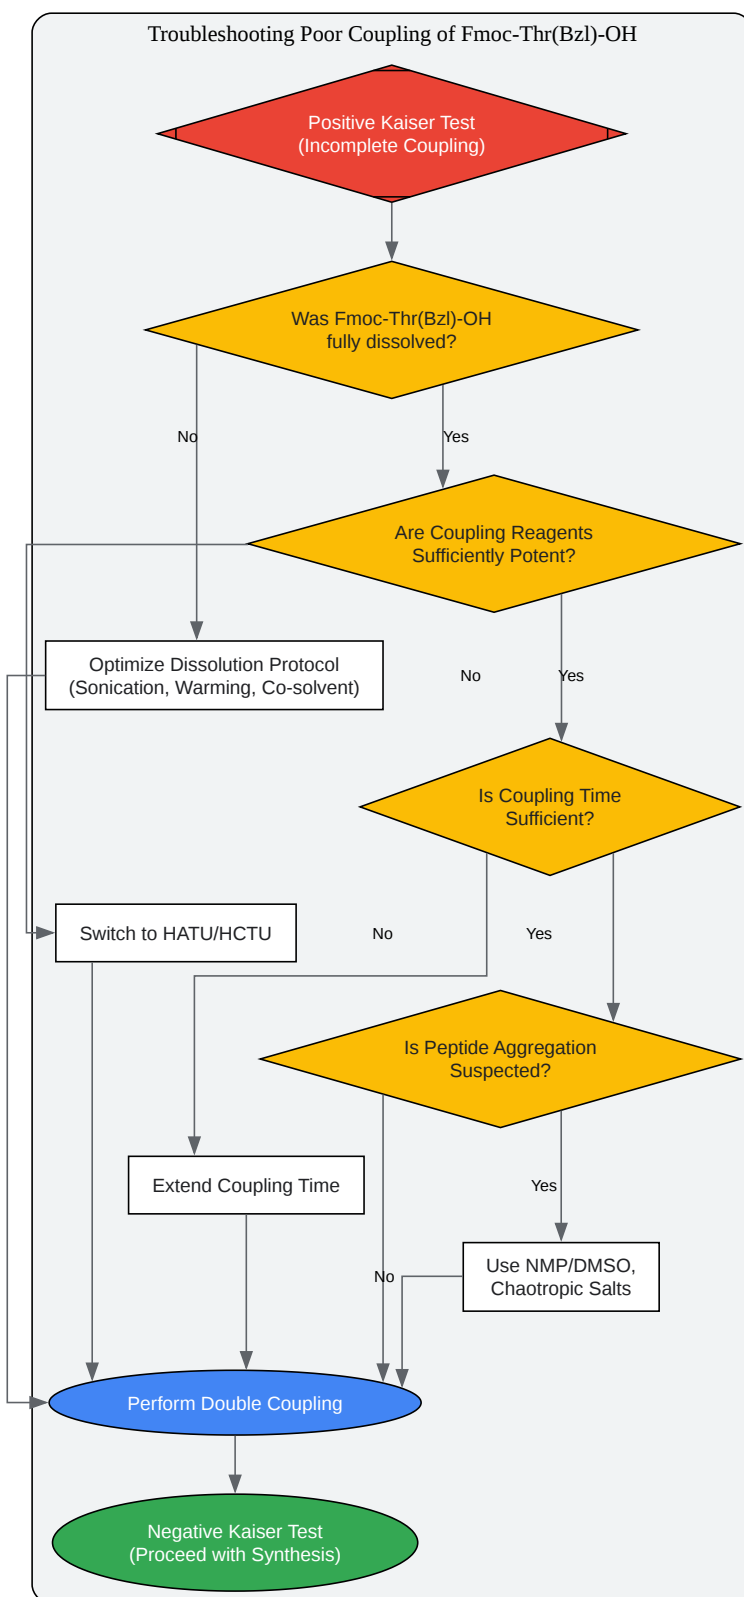 Troubleshooting Poor Coupling of Fmoc-Thr(Bzl)-OH
Positive Kaiser Test
(Incomplete Coupling)
Was Fmoc-Thr(Bzl)-OH
fully dissolved?
No
Yes
Are Coupling Reagents
Sufficiently Potent?
Optimize Dissolution Protocol
(Sonication, Warming, Co-solvent)
No
Yes
Is Coupling Time
Sufficient?
Switch to HATU/HCTU
No
Yes
Is Peptide Aggregation
Suspected?
Extend Coupling Time
Yes
Use NMP/DMSO,
Chaotropic Salts
No
Perform Double Coupling
Negative Kaiser Test
(Proceed with Synthesis)